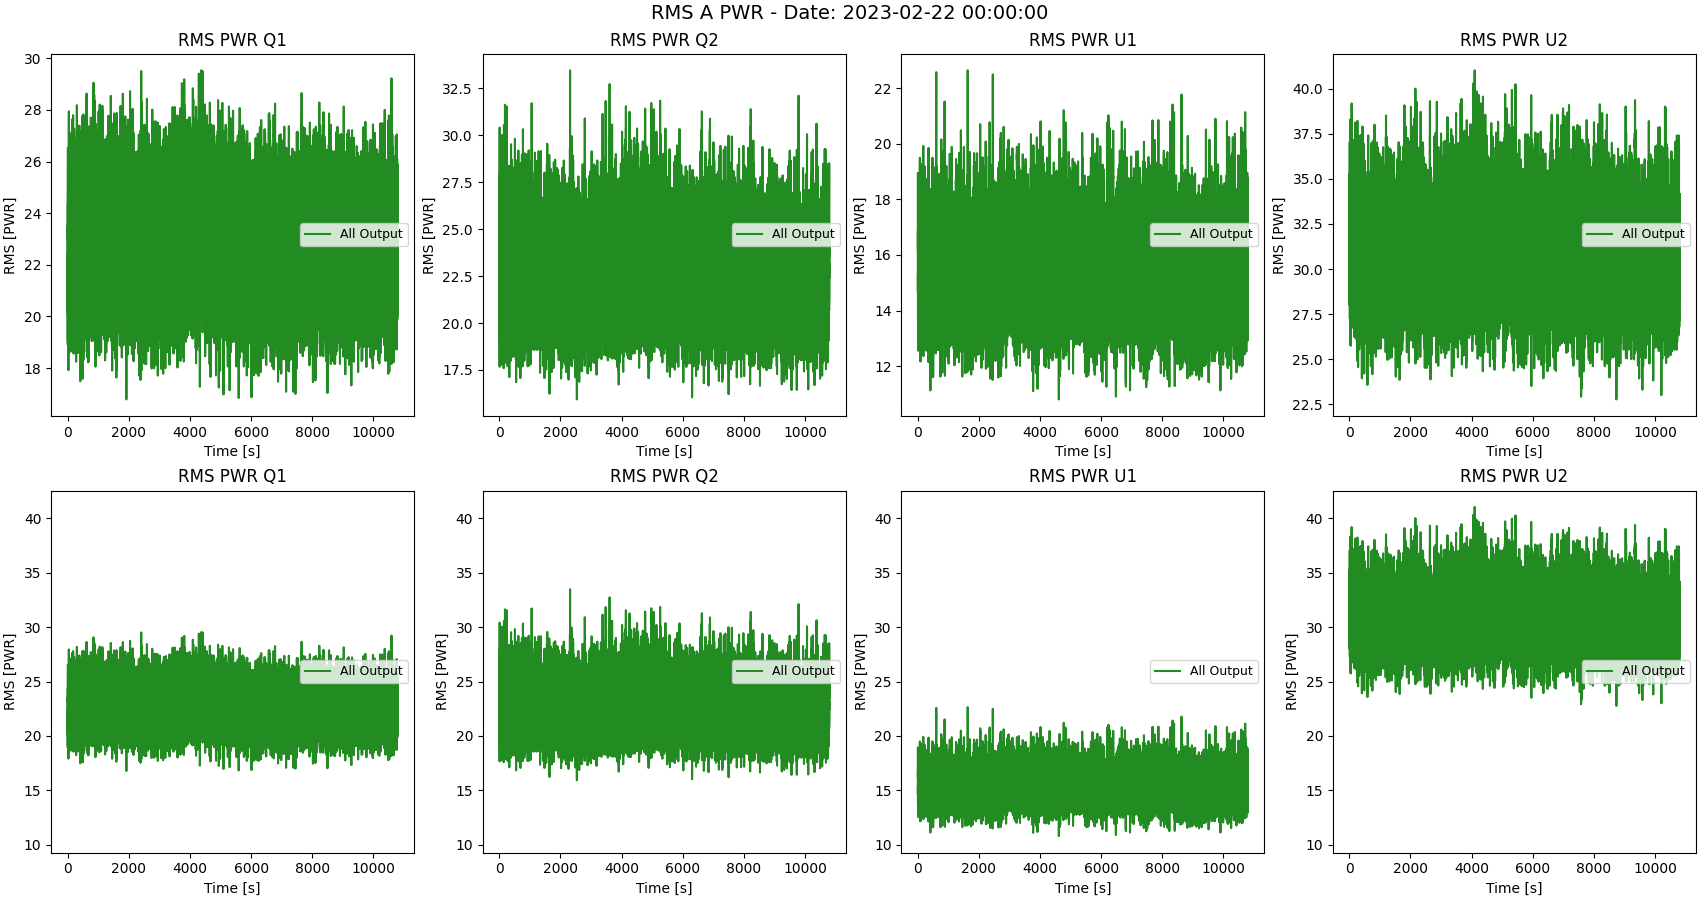 RMS A PWR - Date: 2023-02-22 00:00:00
RMS PWR Q1
RMS [PWR]
30
28
26
24
22
20
18
0 2000 4000 6000 8000 10000
Time [s]
All Output
RMS PWR Q2
RMS [PWR]
32.5
30.0
27.5
25.0
22.5
20.0
17.5
0 2000 4000 6000 8000 10000
Time [s]
All Output
RMS PWR U1
RMS [PWR]
22
20
18
16
14
12
0 2000 4000 6000 8000 10000
Time [s]
All Output
RMS PWR U2
RMS [PWR]
40.0
37.5
35.0
32.5
30.0
27.5
25.0
22.5
0 2000 4000 6000 8000 10000
Time [s]
All Output
RMS PWR Q1
RMS [PWR]
40
35
30
25
20
15
10
0 2000 4000 6000 8000 10000
Time [s]
All Output
RMS PWR Q2
RMS [PWR]
40
35
30
25
20
15
10
0 2000 4000 6000 8000 10000
Time [s]
All Output
RMS PWR U1
RMS [PWR]
40
35
30
25
20
15
10
0 2000 4000 6000 8000 10000
Time [s]
All Output
RMS PWR U2
RMS [PWR]
40
35
30
25
20
15
10
0 2000 4000 6000 8000 10000
Time [s]
All Output